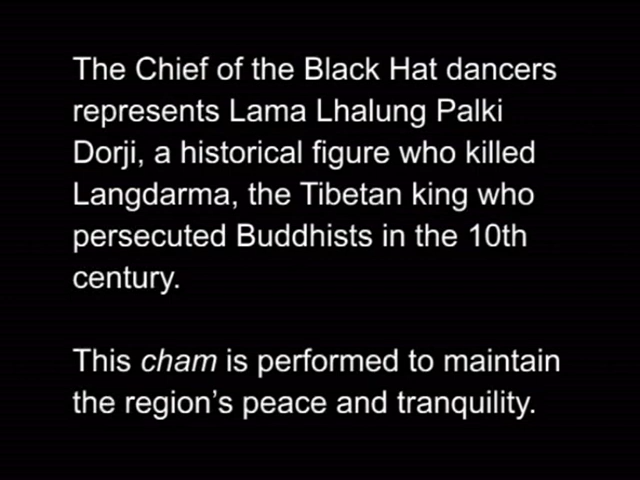 The Chief of the Black Hat dancers
represents Lama Lhalung Palki
Dorji, a historical figure who killed
Langdarma, the Tibetan king who
persecuted Buddhists in the 10th
century.
This cham is performed to maintain
the region’s peace and tranquility.